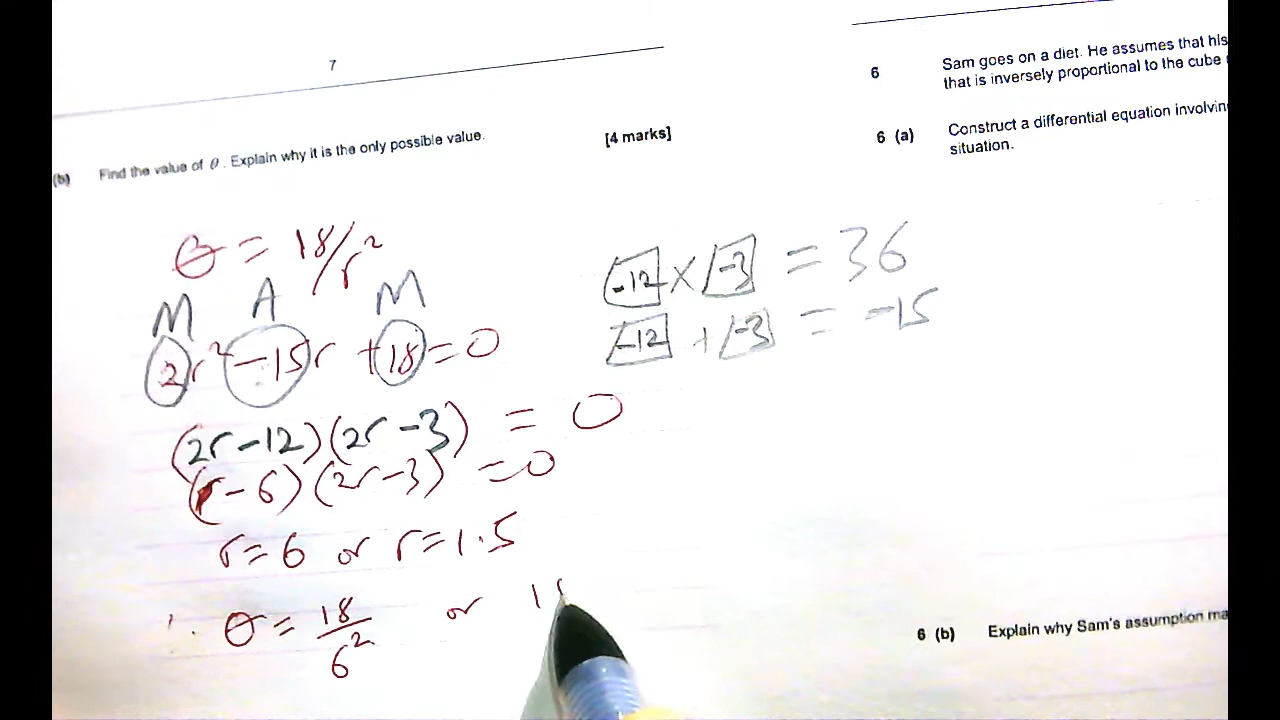 7
(b) Find the value of θ. Explain why it is the only possible value.
[4 marks]
θ = 18/r²
M A M
2r² -15r +18 = 0
(2r -12)(2r -3) = 0
(r - 6)(2r -3) = 0
r = 6 or r = 1.5
∴ θ = 18/6² or 18
-12 × -3 = 36
-12 + -3 = -15
6 Sam goes on a diet. He assumes that his
that is inversely proportional to the cube
6 (a) Construct a differential equation involving
situation.
6 (b) Explain why Sam's assumption